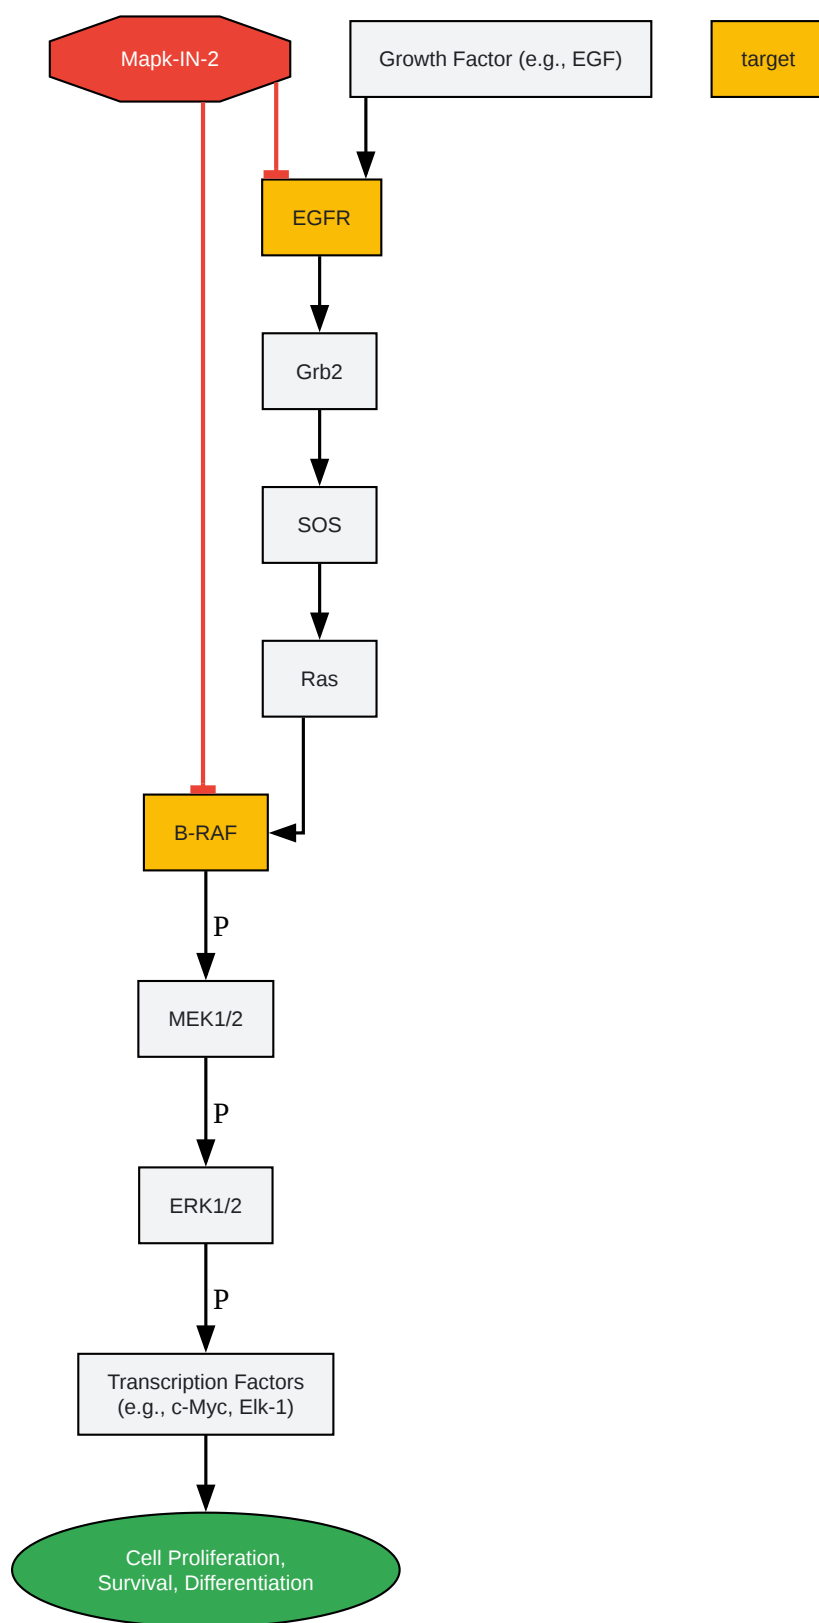 Mapk-IN-2
Growth Factor (e.g., EGF)
target
EGFR
Grb2
SOS
Ras
B-RAF
P
MEK1/2
P
ERK1/2
P
Transcription Factors
(e.g., c-Myc, Elk-1)
Cell Proliferation,
Survival, Differentiation